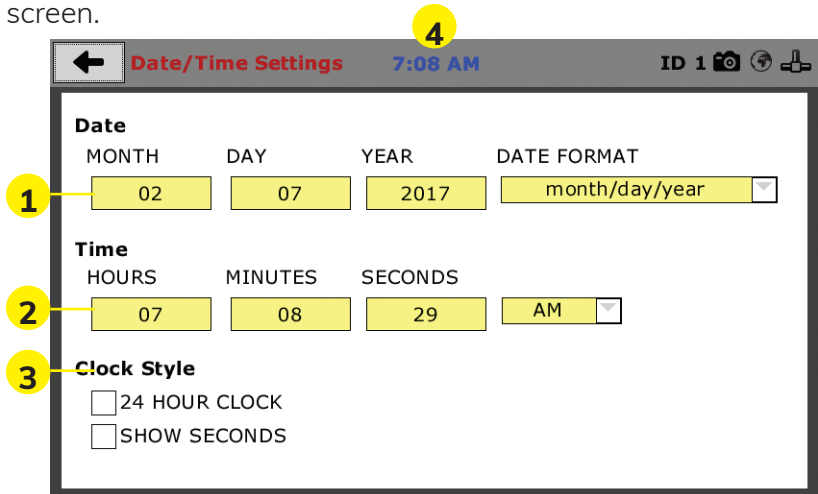 screen.
4
Date/Time Settings 7:08 AM ID 1
Date
MONTH DAY YEAR DATE FORMAT
1 02 07 2017 month/day/year
Time
HOURS MINUTES SECONDS
2 07 08 29 AM
3 Clock Style
24 HOUR CLOCK
SHOW SECONDS